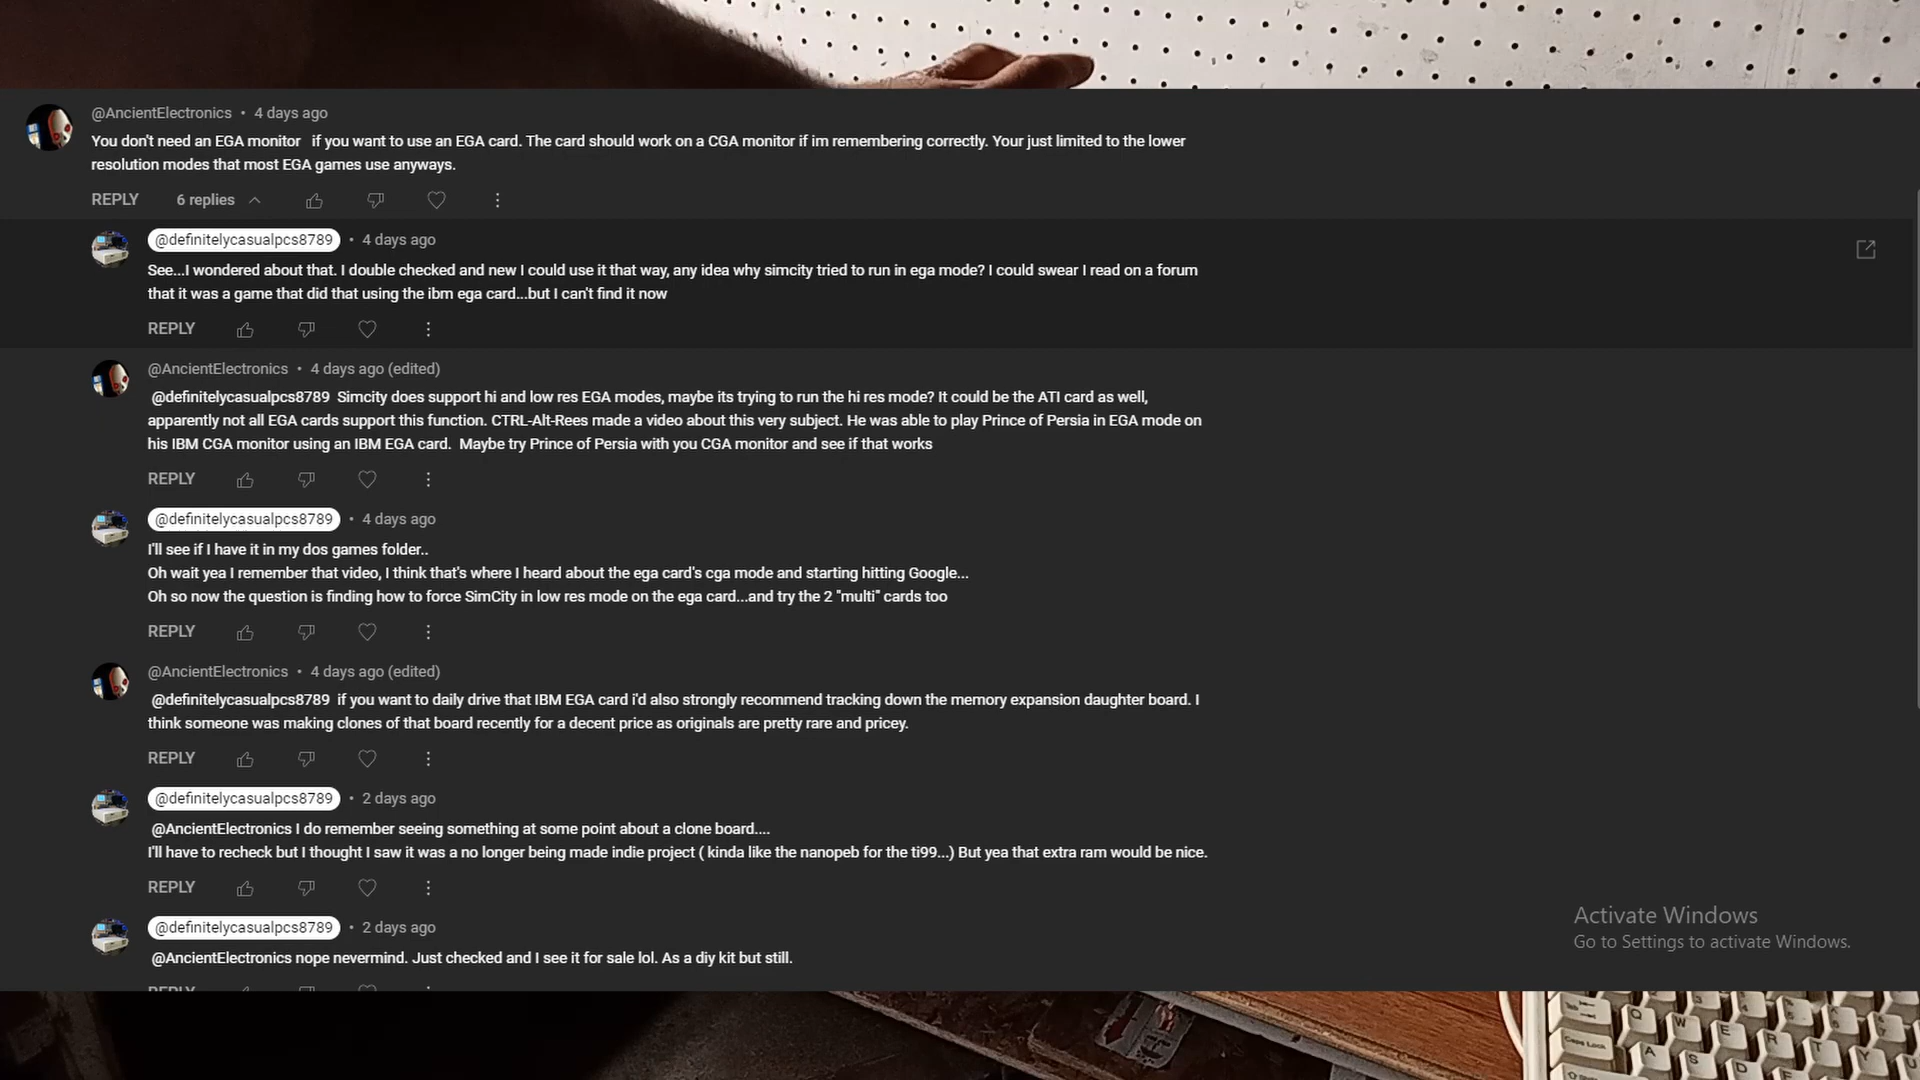 @AncientElectronics • 4 days ago
You don't need an EGA monitor   if you want to use an EGA card. The card should work on a CGA monitor if im remembering correctly. Your just limited to the lower
resolution modes that most EGA games use anyways.
REPLY 6 replies
@definitelycasualpcs8789 • 4 days ago
See...I wondered about that. I double checked and new I could use it that way, any idea why simcity tried to run in ega mode? I could swear I read on a forum
that it was a game that did that using the ibm ega card...but I can't find it now
REPLY
@AncientElectronics • 4 days ago (edited)
@definitelycasualpcs8789  Simcity does support hi and low res EGA modes, maybe its trying to run the hi res mode? It could be the ATI card as well,
apparently not all EGA cards support this function. CTRL-Alt-Rees made a video about this very subject. He was able to play Prince of Persia in EGA mode on
his IBM CGA monitor using an IBM EGA card.  Maybe try Prince of Persia with you CGA monitor and see if that works
REPLY
@definitelycasualpcs8789 • 4 days ago
I'll see if I have it in my dos games folder..
Oh wait yea I remember that video, I think that's where I heard about the ega card's cga mode and starting hitting Google...
Oh so now the question is finding how to force SimCity in low res mode on the ega card...and try the 2 "multi" cards too
REPLY
@AncientElectronics • 4 days ago (edited)
@definitelycasualpcs8789  if you want to daily drive that IBM EGA card i'd also strongly recommend tracking down the memory expansion daughter board. I
think someone was making clones of that board recently for a decent price as originals are pretty rare and pricey.
REPLY
@definitelycasualpcs8789 • 2 days ago
@AncientElectronics I do remember seeing something at some point about a clone board....
I'll have to recheck but I thought I saw it was a no longer being made indie project ( kinda like the nanopeb for the ti99...) But yea that extra ram would be nice.
REPLY
@definitelycasualpcs8789 • 2 days ago
@AncientElectronics nope nevermind. Just checked and I see it for sale lol. As a diy kit but still.
REPLY
Activate Windows
Go to Settings to activate Windows.
Tab Q W E R T Y
Caps Lock A S D F